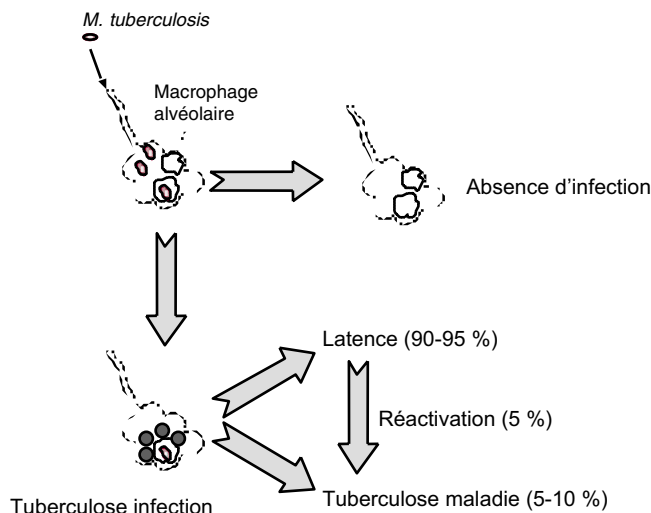 M. tuberculosis
Macrophage
alvéolaire
Absence d’infection
Latence (90-95 %)
Réactivation (5 %)
Tuberculose infection
Tuberculose maladie (5-10 %)